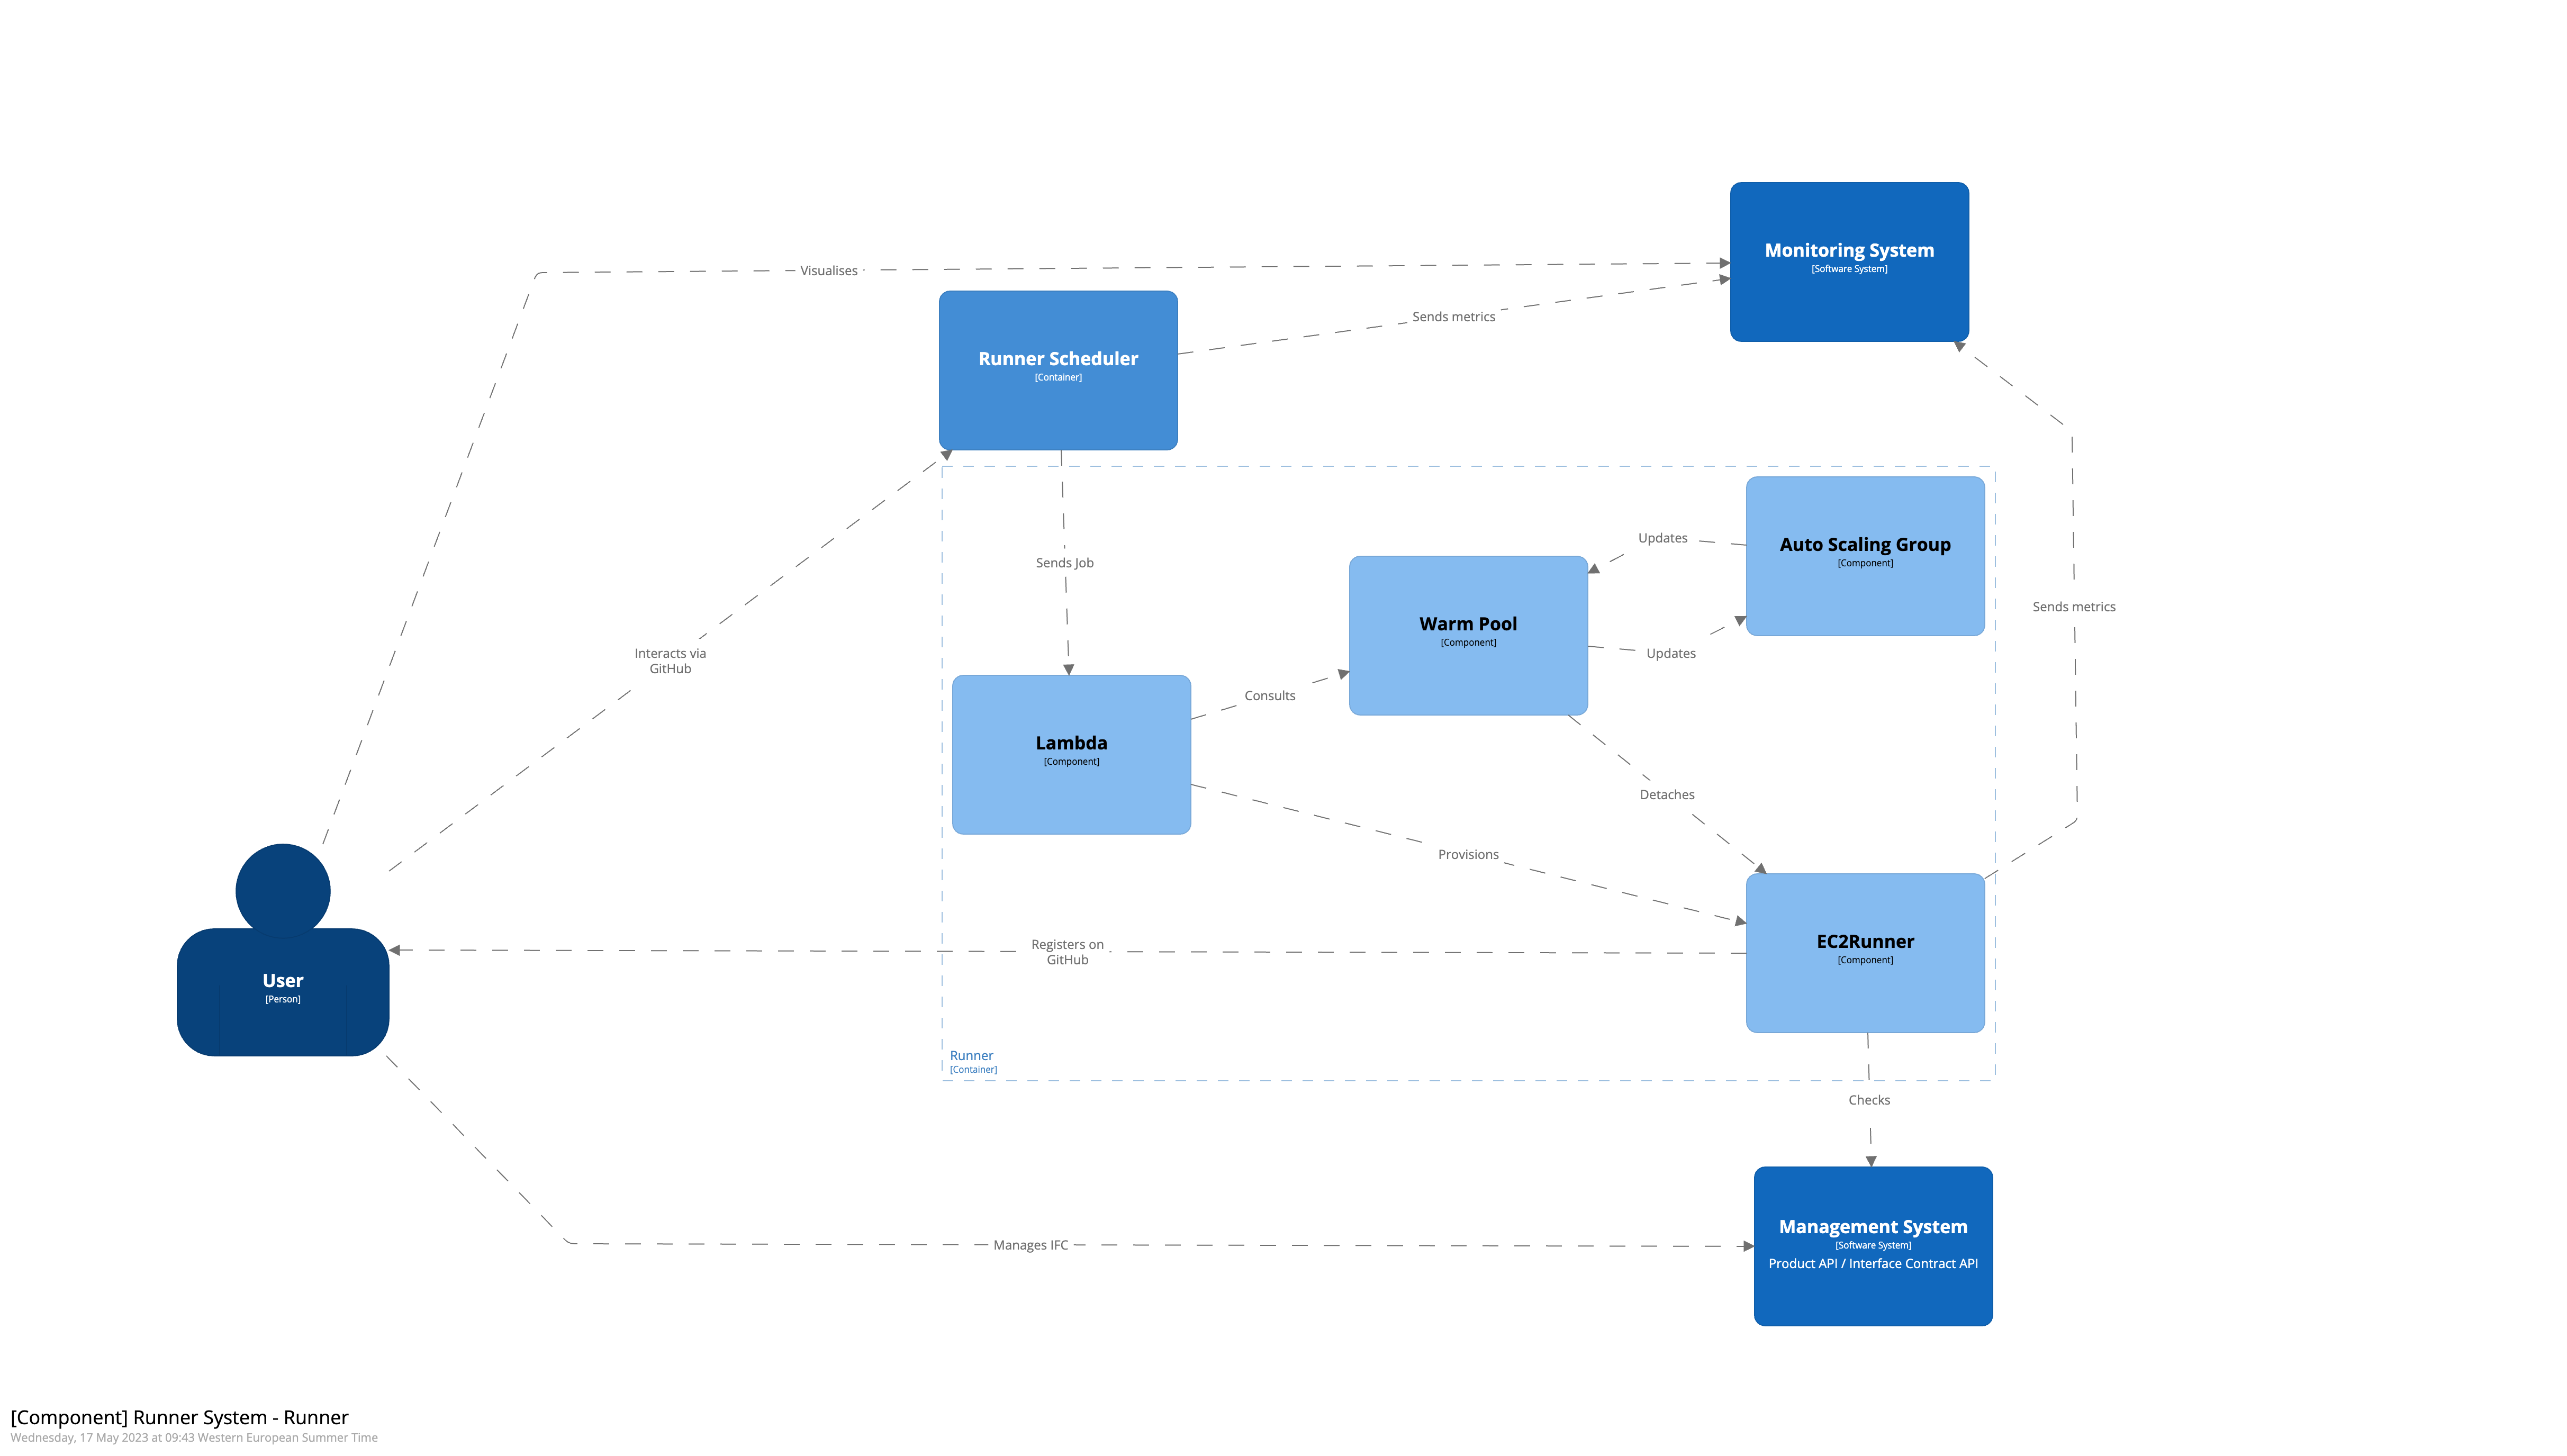 Monitoring System
[Software System]
Visualises
Sends metrics
Runner Scheduler
[Container]
Auto Scaling Group
[Component]
Updates
Sends Job
Sends metrics
Warm Pool
[Component]
Updates
Interacts via
GitHub
Consults
Lambda
[Component]
Detaches
Provisions
EC2Runner
[Component]
Registers on
GitHub
User
[Person]
Runner
[Container]
Checks
Management System
[Software System]
Product API / Interface Contract API
Manages IFC
[Component] Runner System - Runner
Wednesday, 17 May 2023 at 09:43 Western European Summer Time